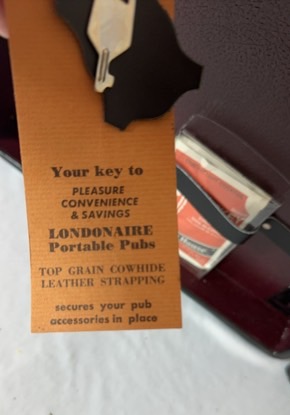 Your key to
PLEASURE
CONVENIENCE
& SAVINGS
LONDONAIRE
Portable Pubs
TOP GRAIN COWHIDE
LEATHER STRAPPING
secures your pub
accessories in place